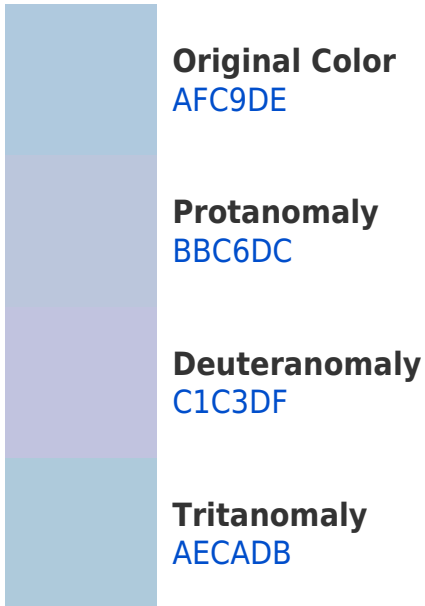 Original Color
AFC9DE
Protanomaly
BBC6DC
Deuteranomaly
C1C3DF
Tritanomaly
AECADB